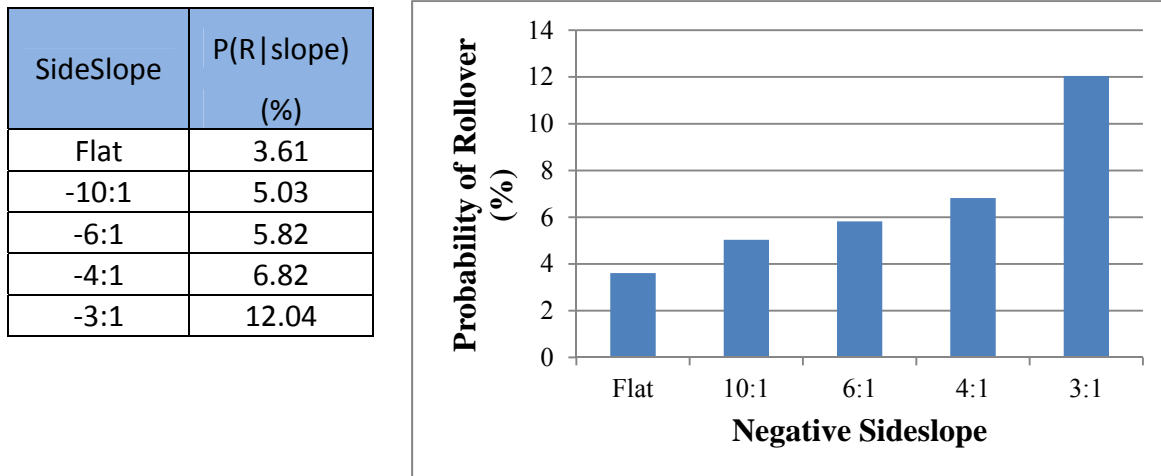 SideSlope P(R|slope)
(%)
Flat 3.61
-10:1 5.03
-6:1 5.82
-4:1 6.82
-3:1 12.04
Probability of Rollover
(%)
14
12
10
8
6
4
2
0
Flat 10:1 6:1 4:1 3:1
Negative Sideslope